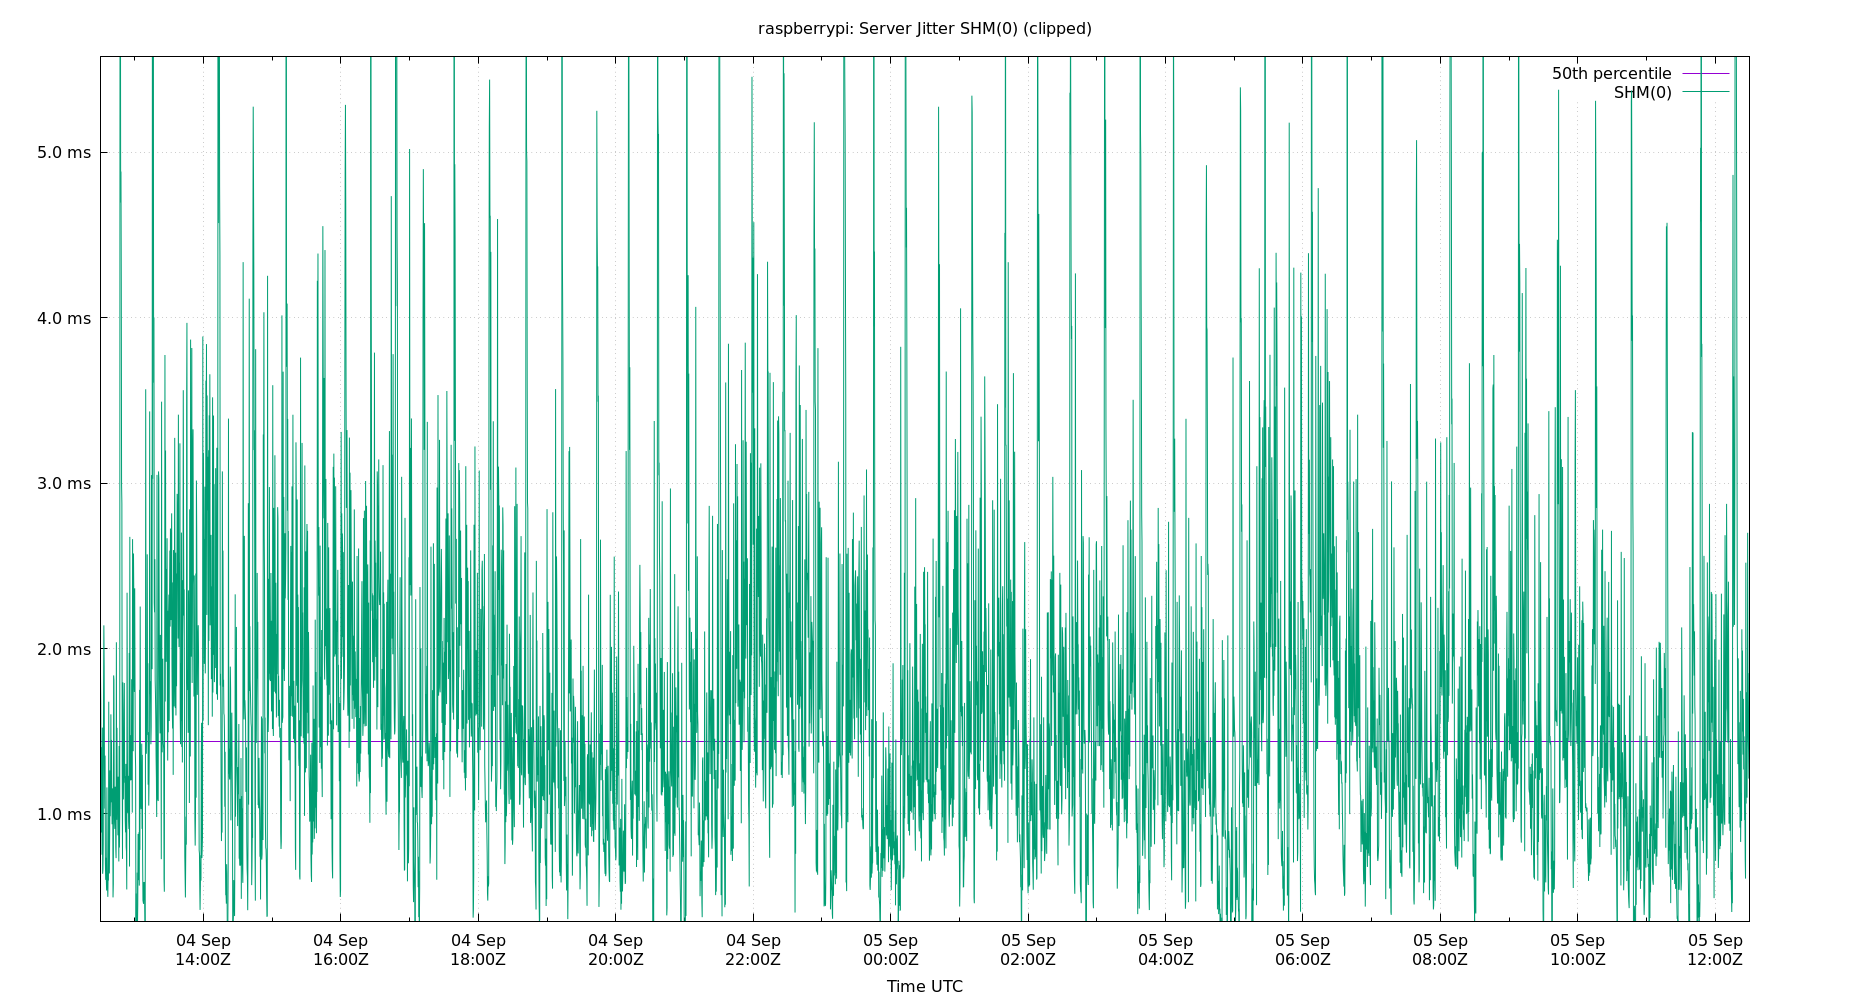 raspberrypi: Server Jitter SHM(0) (clipped)
50th percentile
SHM(0)
5.0 ms
4.0 ms
3.0 ms
2.0 ms
1.0 ms
04 Sep 04 Sep 04 Sep 04 Sep 04 Sep 05 Sep 05 Sep 05 Sep 05 Sep 05 Sep 05 Sep 05 Sep
14:00Z 16:00Z 18:00Z 20:00Z 22:00Z 00:00Z 02:00Z 04:00Z 06:00Z 08:00Z 10:00Z 12:00Z
Time UTC